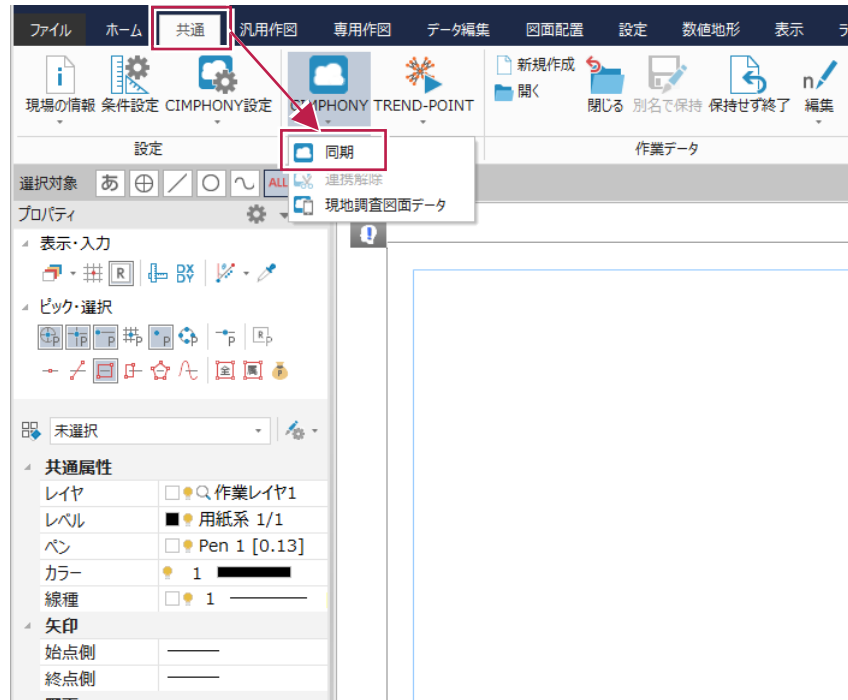 ファイル ホーム 共通 汎用作図 専用作図 データ編集 図面配置 設定 数値地形 表示
新規作成
開く
現場の情報 条件設定 CIMPHONY設定 CIMPHONY TREND-POINT 閉じる 別名で保持 保持せず終了 編集
設定 作業データ
同期
連携解除
現地調査図面データ
選択対象 あ ALL
プロパティ
表示・入力
R DX DY
ピック・選択
P P P P P P P R P
全 属 P
未選択
共通属性
レイヤ 作業レイヤ1
レベル 用紙系 1/1
ペン Pen 1 [0.13]
カラー 1
線種 1
矢印
始点側
終点側